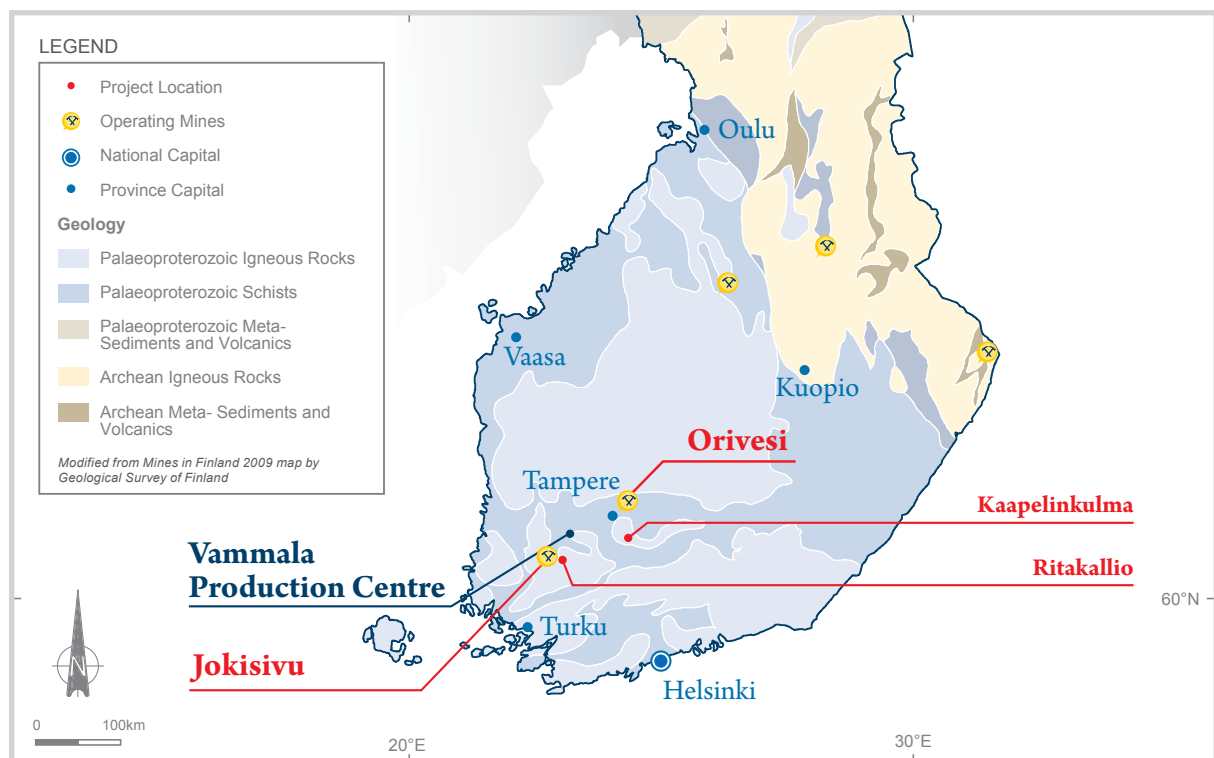 LEGEND
Project Location
Operating Mines
National Capital
Province Capital
Geology
Palaeoproterozoic Igneous Rocks
Palaeoproterozoic Schists
Palaeoproterozoic Meta-
Sediments and Volcanics
Archean Igneous Rocks
Archean Meta- Sediments and
Volcanics
Modified from Mines in Finland 2009 map by
Geological Survey of Finland
Oulu
Vaasa
Kuopio
Orivesi
Tampere
Kaapelinkulma
Vammala
Production Centre
Ritakallio
60°N
Turku
Jokisivu
Helsinki
N
0 100km
20°E
30°E